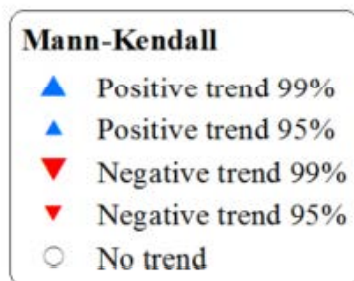 Mann-Kendall
Positive trend 99%
Positive trend 95%
Negative trend 99%
Negative trend 95%
No trend